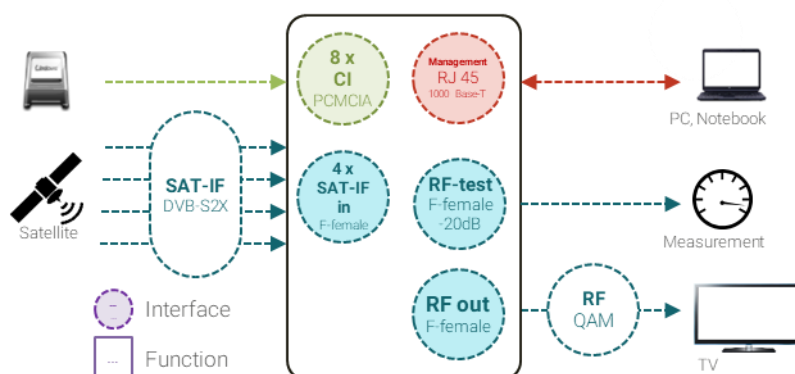 8 x
CI
PCMCIA
Management
RJ 45
1000 Base-T
PC, Notebook
SAT-IF
DVB-S2X
Satellite
4 x
SAT-IF
in
F-female
RF-test
F-female
-20dB
Measurement
RF out
F-female
RF
QAM
TV
...
Interface
...
Function